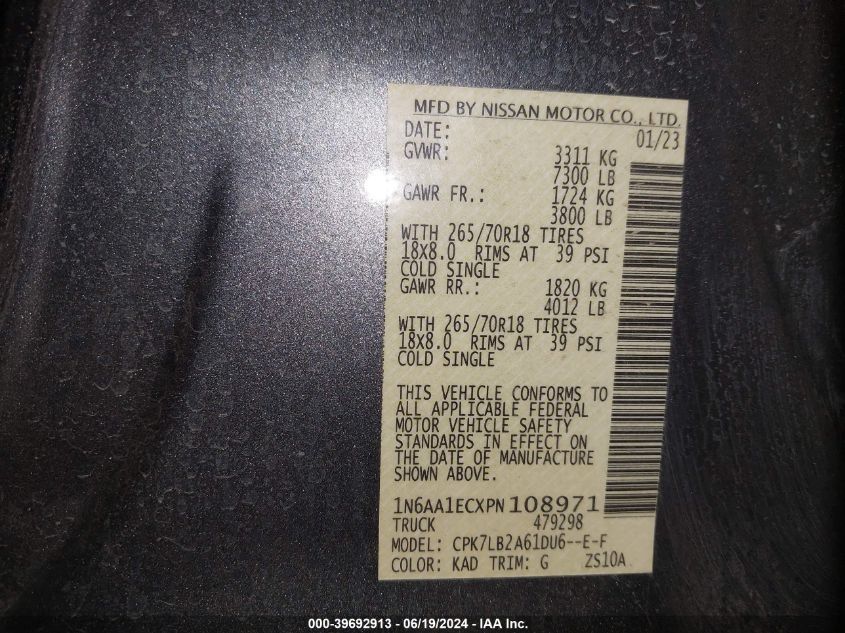 MFD BY NISSAN MOTOR CO., LTD.
DATE: 01/23
GVWR: 3311 KG
7300 LB
GAWR FR.: 1724 KG
3800 LB
WITH 265/70R18 TIRES
18X8.0 RIMS AT 39 PSI
COLD SINGLE
GAWR RR.: 1820 KG
4012 LB
WITH 265/70R18 TIRES
18X8.0 RIMS AT 39 PSI
COLD SINGLE
THIS VEHICLE CONFORMS TO
ALL APPLICABLE FEDERAL
MOTOR VEHICLE SAFETY
STANDARDS IN EFFECT ON
THE DATE OF MANUFACTURE
SHOWN ABOVE.
1N6AA1ECXPN108971
TRUCK 479298
MODEL: CPK7LB2A61DU6--E-F
COLOR: KAD TRIM: G ZS10A
000-39692913 - 06/19/2024 - IAA Inc.